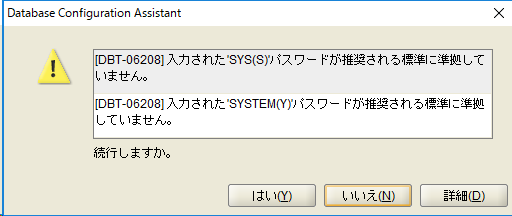 Database Configuration Assistant
[DBT-06208] 入力された'SYS(S)'パスワードが推奨される標準に準拠して
いません。
[DBT-06208] 入力された'SYSTEM(Y)'パスワードが推奨される標準に準拠
していません。
続行しますか。
はい(Y) いいえ(N) 詳細(D)